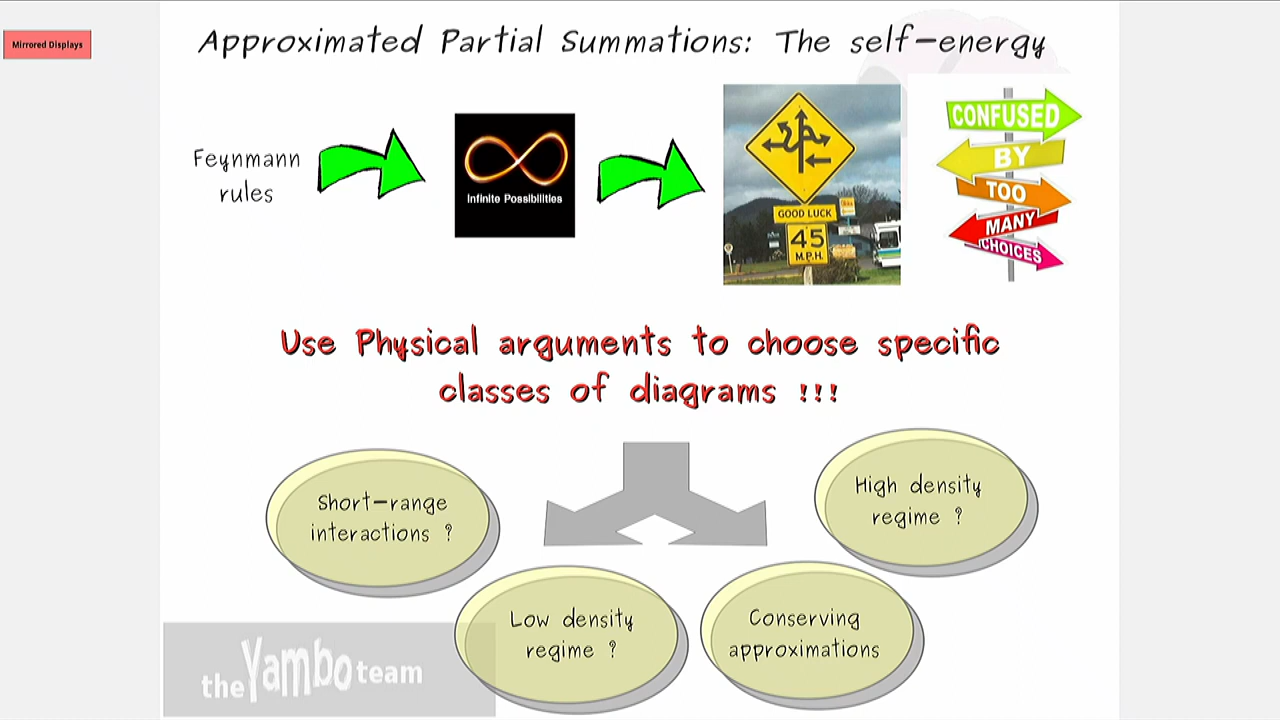 Mirrored Displays
Approximated Partial Summations: The self-energy
Feynmann
rules
Infinite Possibilities
GOOD LUCK
45
M.P.H.
CONFUSED
BY
TOO
MANY
CHOICES
Use Physical arguments to choose specific
classes of diagrams !!!
Short-range
interactions ?
High density
regime ?
Low density
regime ?
Conserving
approximations
the Yambo team